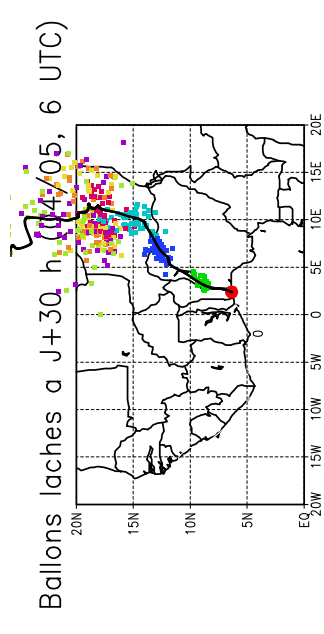 Ballons laches a J+30 h (04/05, 6 UTC)
20N
15N
10N
5N
EQ
20W
15W
10W
5W
0
5E
10E
15E
20E
0